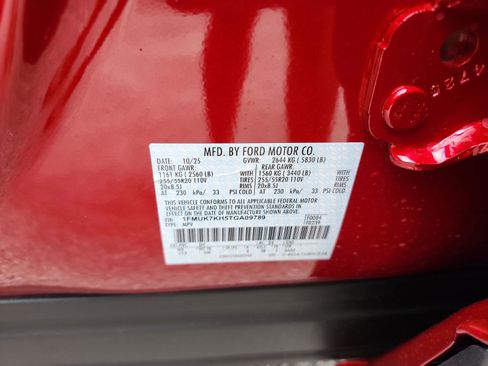 MFD. BY FORD MOTOR CO.
DATE: 10/25 GVWR: 2644 KG ( 5830 LB)
FRONT GAWR: REAR GAWR:
1161 KG ( 2560 LB) WITH 1560 KG ( 3440 LB) WITH
255/55R20 110V TIRES 255/55R20 110V TIRES
20x8.5J RIMS 20x8.5J RIMS
AT 230 kPa/ 33 PSI COLD AT 230 kPa/ 33 PSI COLD
THIS VEHICLE CONFORMS TO ALL APPLICABLE FEDERAL MOTOR
VEHICLE SAFETY AND THEFT PREVENTION STANDARDS IN EFFECT ON
THE DATE OF MANUFACTURE SHOWN ABOVE.
VIN: 1FMUK7KH5TGA09789 F0084
TYPE: MPV T0259
4725